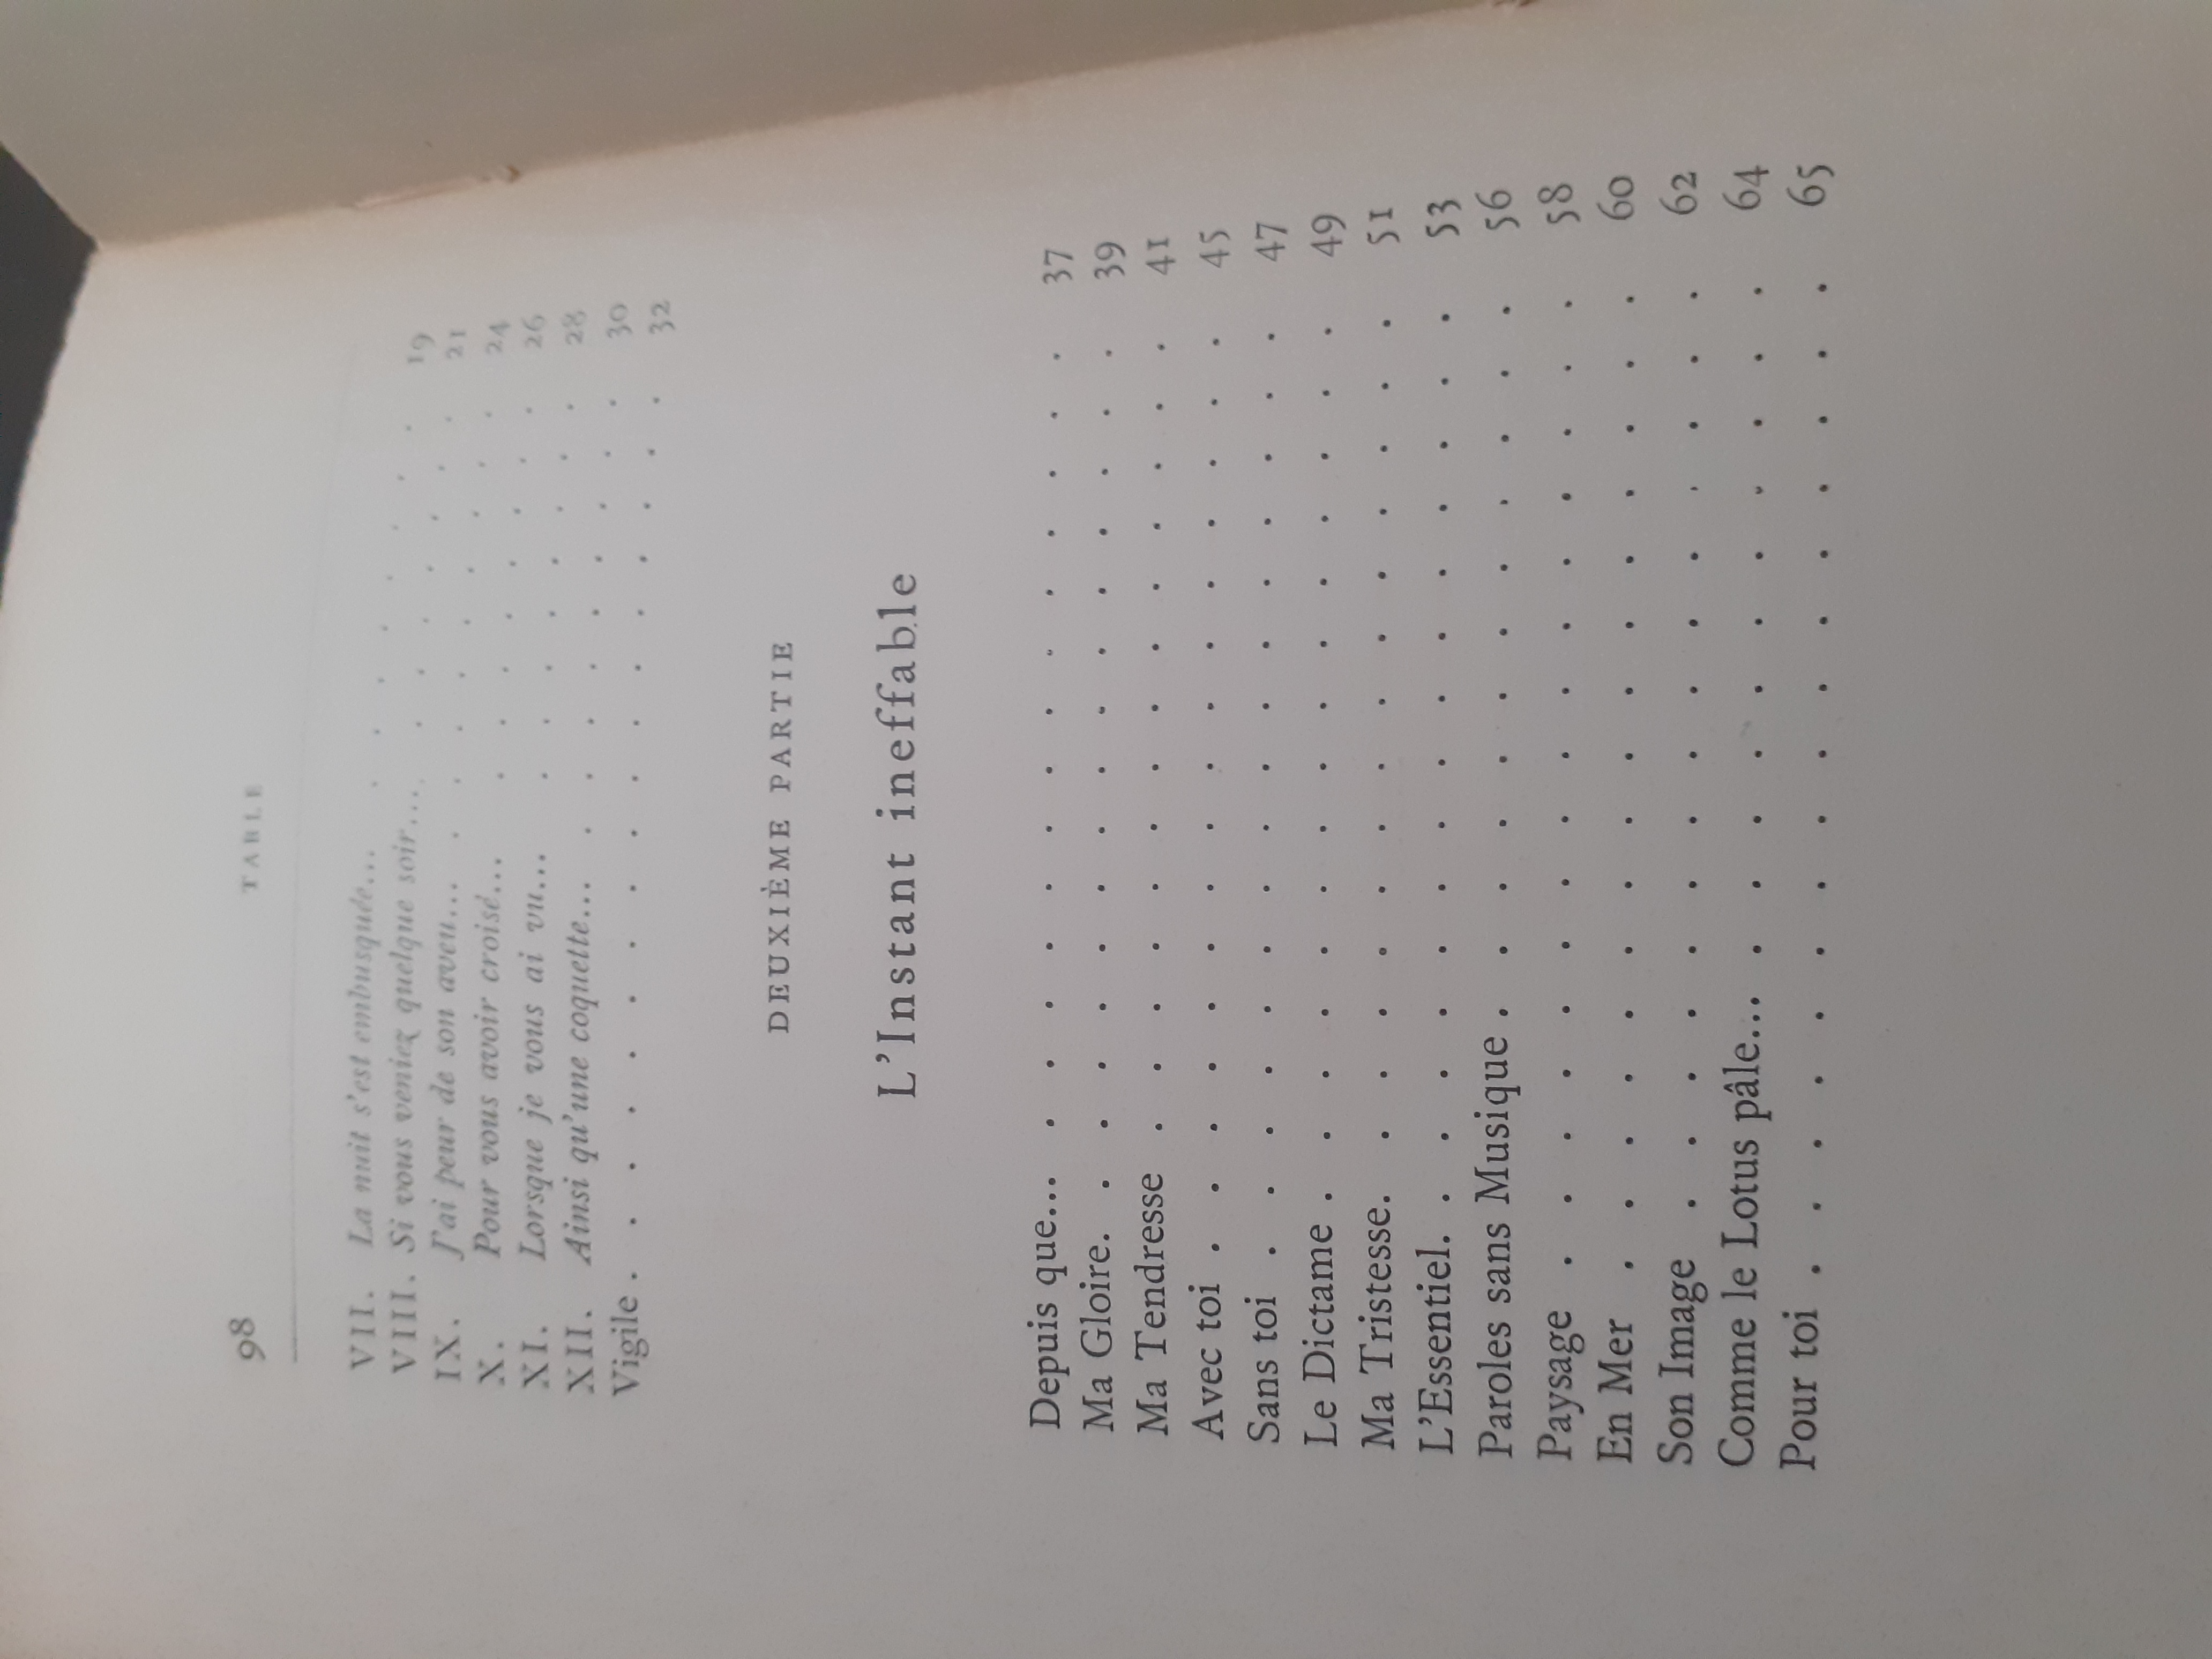 98 TABLE
VII. La nuit s'est embusquée... . . . . . . . . 19
VIII. Si vous veniez quelque soir... . . . . . . . 21
IX. J'ai peur de son aveu... . . . . . . . . . 24
X. Pour vous avoir croisé... . . . . . . . . 26
XI. Lorsque je vous ai vu... . . . . . . . . 28
XII. Ainsi qu'une coquette... . . . . . . . . . 30
Vigile . . . . . . . . . . . . . . . . . 32
DEUXIÈME PARTIE
L'Instant ineffable
Depuis que... . . . . . . . . . . . . . . 37
Ma Gloire. . . . . . . . . . . . . . . . 39
Ma Tendresse . . . . . . . . . . . . . . 41
Avec toi . . . . . . . . . . . . . . . . 45
Sans toi . . . . . . . . . . . . . . . . 47
Le Dictame . . . . . . . . . . . . . . . 49
Ma Tristesse. . . . . . . . . . . . . . . 51
L'Essentiel. . . . . . . . . . . . . . . . 53
Paroles sans Musique . . . . . . . . . . . . 56
Paysage . . . . . . . . . . . . . . . . 58
En Mer . . . . . . . . . . . . . . . . 60
Son Image . . . . . . . . . . . . . . . 62
Comme le Lotus pâle... . . . . . . . . . . . 64
Pour toi . . . . . . . . . . . . . . . . 65